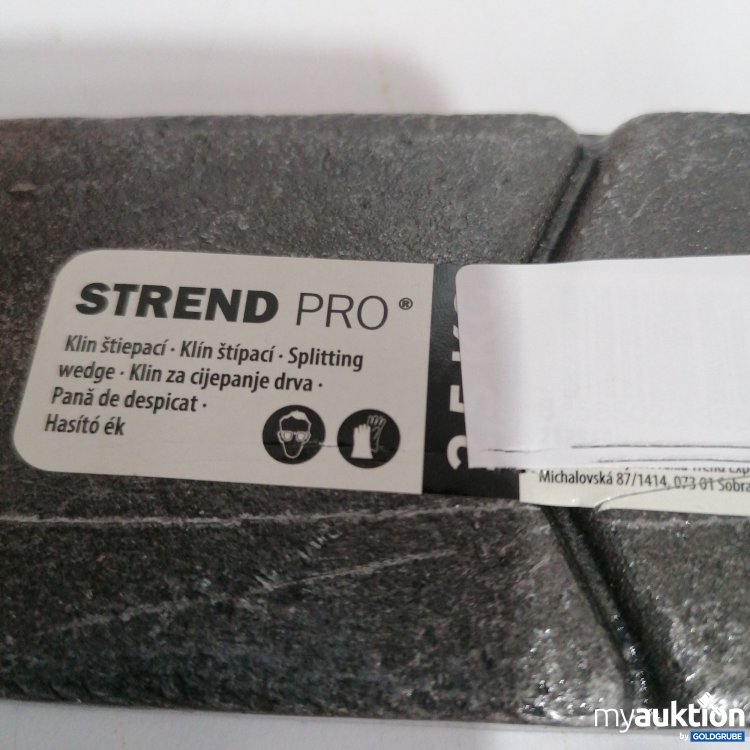 STREND PRO®
Klin štiepací · Klín štípací · Splitting
wedge · Klin za cijepanje drva ·
Pană de despicat ·
Hasító ék
Michalovská 87/1414, 073 01 Sobra
myauktion
by GOLDGRUBE